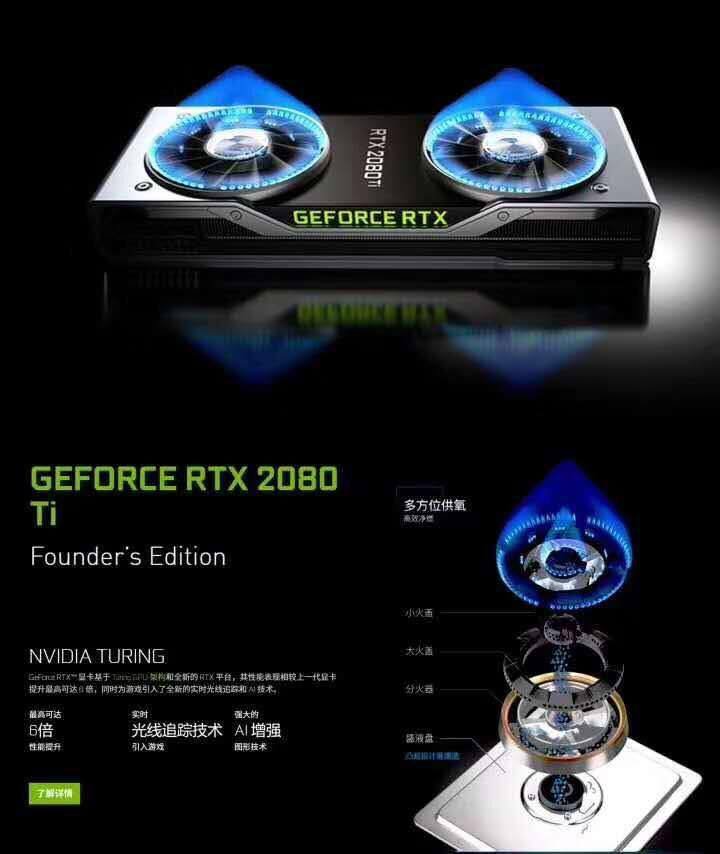 RTX 2080 Ti
GEFORCE RTX
GEFORCE RTX 2080
Ti
Founder's Edition
多方位供氧
高效净燃
小火盖
大火盖
分火器
盛液盘
NVIDIA TURING
GeForce RTX™ 显卡基于 Turing GPU 架构和全新的 RTX 平台，其性能表现相较上一代显卡
提升最高可达 6 倍，同时为游戏引入了全新的实时光线追踪和 AI 技术。
最高可达
6倍
性能提升
实时
光线追踪技术
引入游戏
强大的
AI 增强
图形技术
了解详情